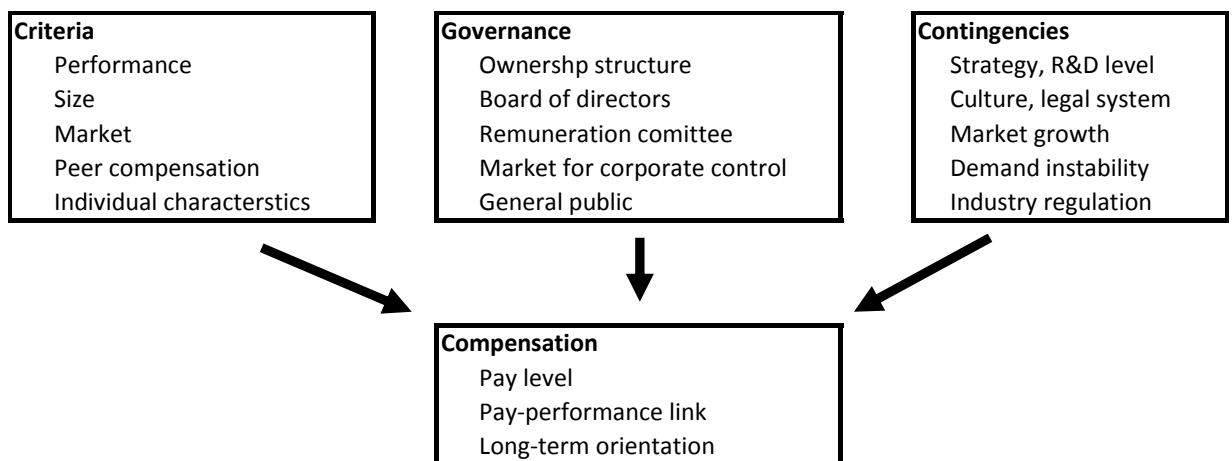 Criteria
Performance
Size
Market
Peer compensation
Individual characterstics
Governance
Ownershp structure
Board of directors
Remuneration comittee
Market for corporate control
General public
Contingencies
Strategy, R&D level
Culture, legal system
Market growth
Demand instability
Industry regulation
Compensation
Pay level
Pay-performance link
Long-term orientation